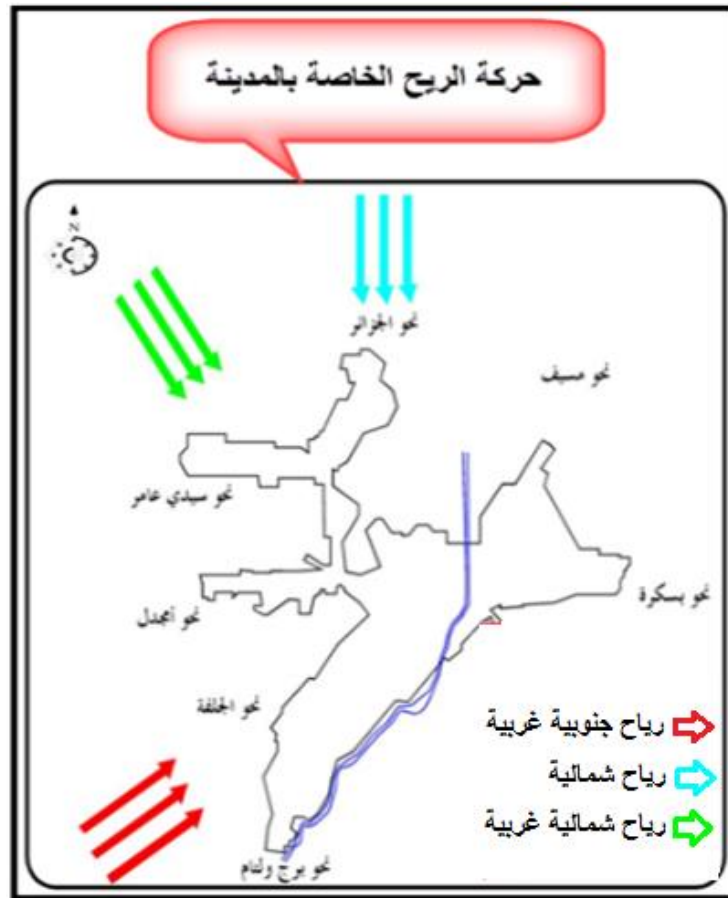 حركة الريح الخاصة بالمدينة
N
نحو الجزائر
نحو مسيف
نحو سيدي عامر
نحو بسكرة
نحو أمجدل
نحو الجلفة
رياح جنوبية غربية
رياح شمالية
رياح شمالية غربية
نحو برج ولتام